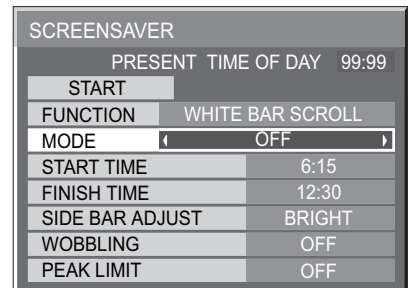 SCREENSAVER
PRESENT TIME OF DAY 99:99
START
FUNCTION WHITE BAR SCROLL
MODE OFF
START TIME 6:15
FINISH TIME 12:30
SIDE BAR ADJUST BRIGHT
WOBBLING OFF
PEAK LIMIT OFF